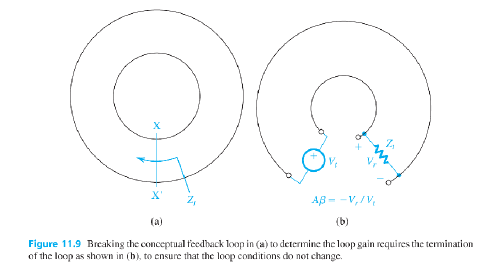 X
X'
Z_t
+
V_t
+
V_r
−
Z_t
Aβ = −V_r / V_t
(a)
(b)
Figure 11.9 Breaking the conceptual feedback loop in (a) to determine the loop gain requires the termination
of the loop as shown in (b), to ensure that the loop conditions do not change.